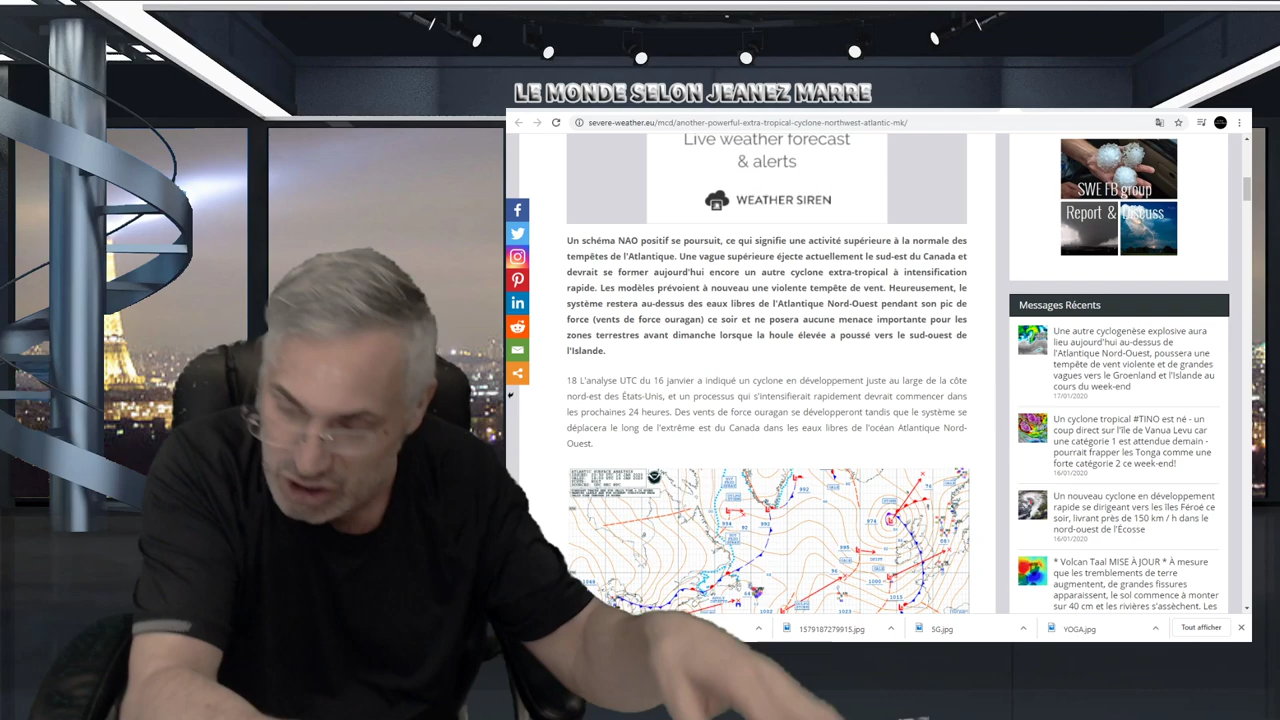 LE MONDE SELON JEANEZ MARRE
severe-weather.eu/mcd/another-powerful-extra-tropical-cyclone-northwest-atlantic-mk/
Live weather forecast
& alerts
WEATHER SIREN
Un schéma NAO positif se poursuit, ce qui signifie une activité supérieure à la normale des
tempêtes de l'Atlantique. Une vague supérieure éjecte actuellement le sud-est du Canada et
devrait se former aujourd'hui encore un autre cyclone extra-tropical à intensification
rapide. Les modèles prévoient à nouveau une violente tempête de vent. Heureusement, le
système restera au-dessus des eaux libres de l'Atlantique Nord-Ouest pendant son pic de
force (vents de force ouragan) ce soir et ne posera aucune menace importante pour les
zones terrestres avant dimanche lorsque la houle élevée a poussé vers le sud-ouest de
l'Islande.
18 L'analyse UTC du 16 janvier a indiqué un cyclone en développement juste au large de la côte
nord-est des États-Unis, et un processus qui s'intensifierait rapidement devrait commencer dans
les prochaines 24 heures. Des vents de force ouragan se développeront tandis que le système se
déplacera le long de l'extrême est du Canada dans les eaux libres de l'océan Atlantique Nord-
Ouest.
SWE FB group
Report & Discuss
Messages Récents
Une autre cyclogenèse explosive aura
lieu aujourd'hui au-dessus de
l'Atlantique Nord-Ouest, poussera une
tempête de vent violente et de grandes
vagues vers le Groenland et l'Islande au
cours du week-end
17/01/2020
Un cyclone tropical #TINO est né - un
coup direct sur l'île de Vanua Levu car
une catégorie 1 est attendue demain -
pourrait frapper les Tonga comme une
forte catégorie 2 ce week-end!
16/01/2020
Un nouveau cyclone en développement
rapide se dirigeant vers les îles Féroé ce
soir, livrant près de 150 km / h dans le
nord-ouest de l'Écosse
16/01/2020
* Volcan Taal MISE À JOUR * À mesure
que les tremblements de terre
augmentent, de grandes fissures
apparaissent, le sol commence à monter
sur 40 cm et les rivières s'assèchent. Les
1579187279915.jpg
5G.jpg
VOGA.jpg
Tout afficher